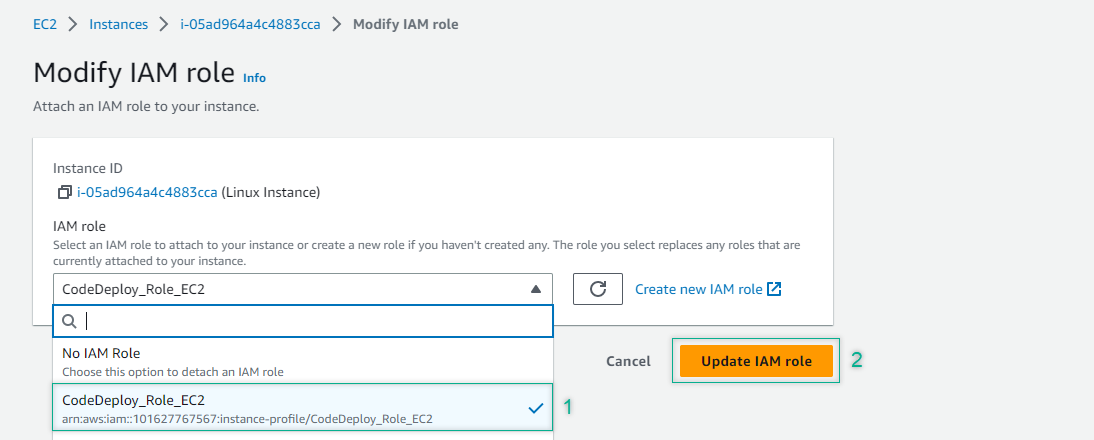 EC2 > Instances > i-05ad964a4c4883cca > Modify IAM role
Modify IAM role Info
Attach an IAM role to your instance.
Instance ID
i-05ad964a4c4883cca (Linux Instance)
IAM role
Select an IAM role to attach to your instance or create a new role if you haven't created any. The role you select replaces any roles that are
currently attached to your instance.
CodeDeploy_Role_EC2
Create new IAM role
No IAM Role
Choose this option to detach an IAM role
Cancel
Update IAM role
2
CodeDeploy_Role_EC2
arn:aws:iam::101627767567:instance-profile/CodeDeploy_Role_EC2
1